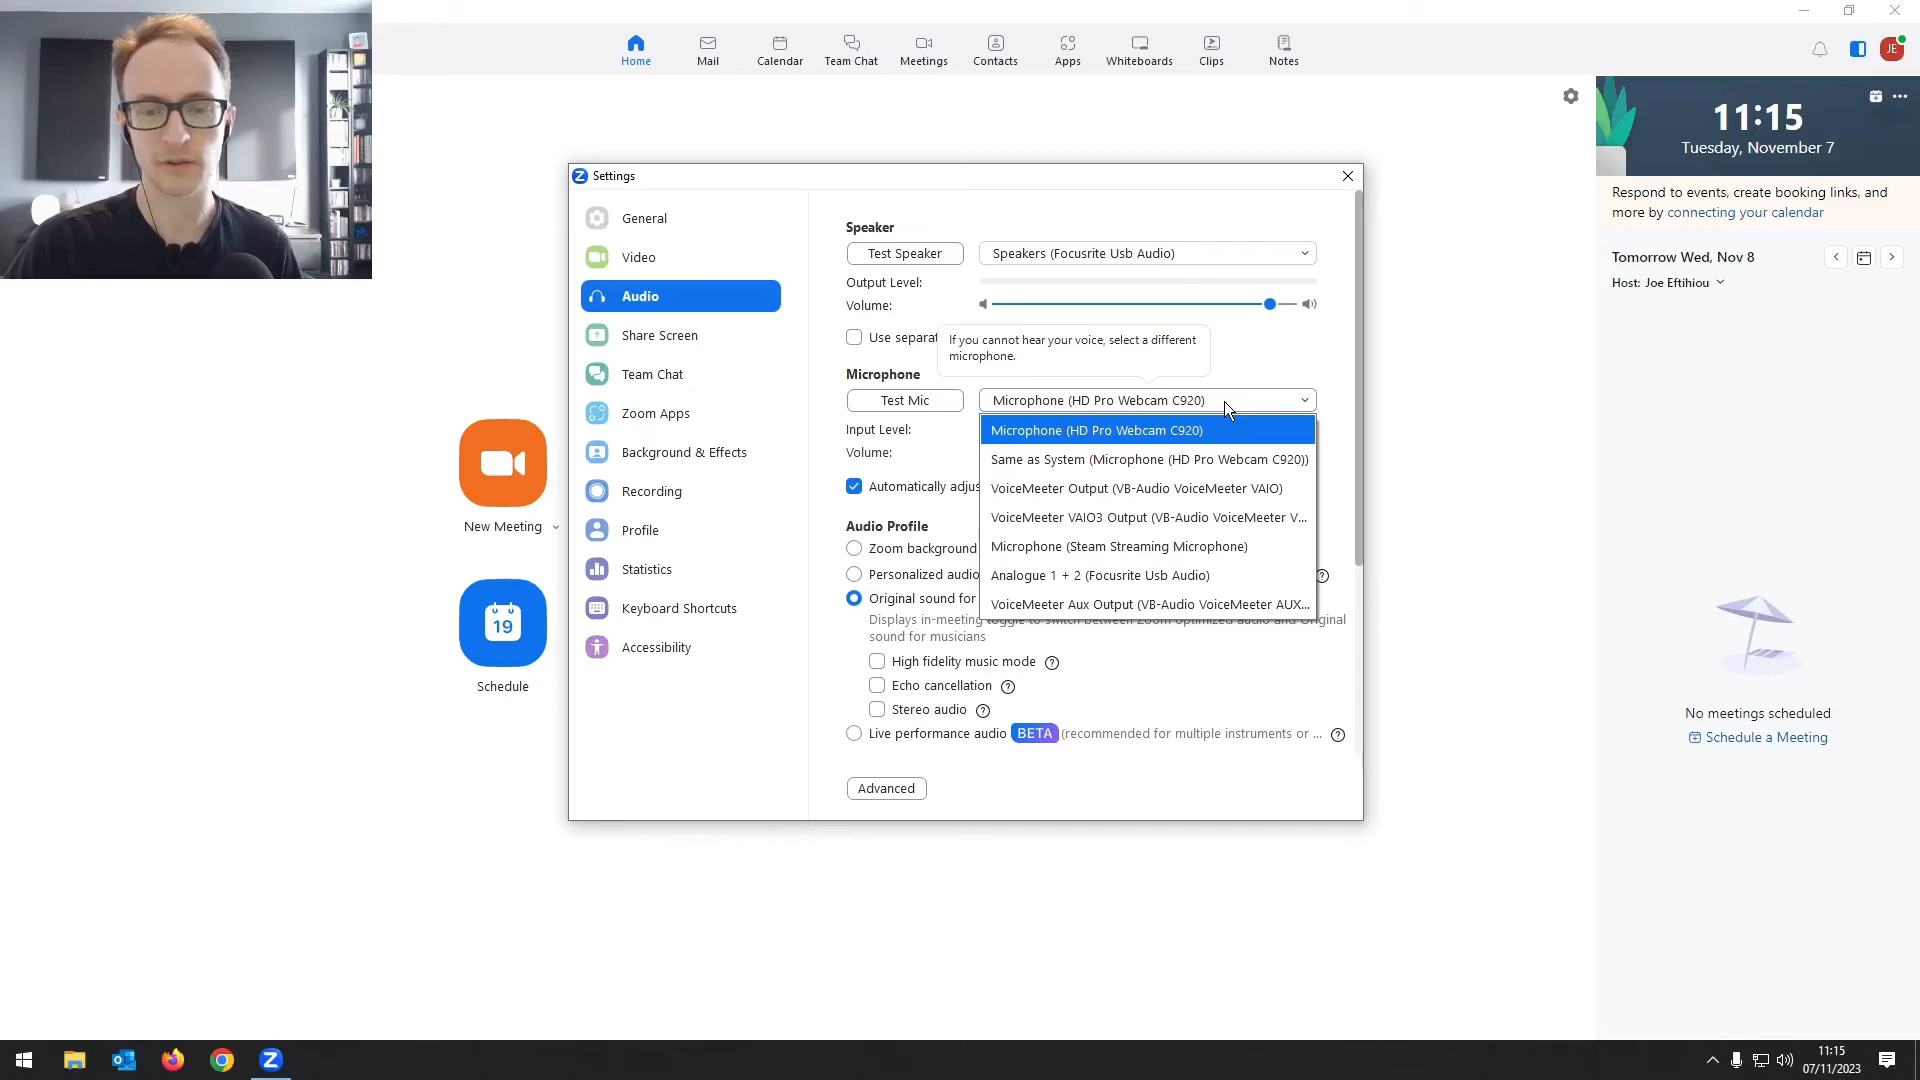 Home
Mail
Calendar
Team Chat
Meetings
Contacts
Apps
Whiteboards
Clips
Notes
JE
11:15
Tuesday, November 7
Respond to events, create booking links, and
more by connecting your calendar
Tomorrow Wed, Nov 8
Host: Joe Eftihiou
No meetings scheduled
Schedule a Meeting
New Meeting
19
Schedule
Z Settings
General
Video
Audio
Share Screen
Team Chat
Zoom Apps
Background & Effects
Recording
Profile
Statistics
Keyboard Shortcuts
Accessibility
Speaker
Test Speaker
Speakers (Focusrite Usb Audio)
Output Level:
Volume:
Use separat
If you cannot hear your voice, select a different
microphone.
Microphone
Test Mic
Microphone (HD Pro Webcam C920)
Input Level:
Volume:
Microphone (HD Pro Webcam C920)
Same as System (Microphone (HD Pro Webcam C920))
VoiceMeeter Output (VB-Audio VoiceMeeter VAIO)
VoiceMeeter VAIO3 Output (VB-Audio VoiceMeeter V...
Microphone (Steam Streaming Microphone)
Analogue 1 + 2 (Focusrite Usb Audio)
VoiceMeeter Aux Output (VB-Audio VoiceMeeter AUX...
Automatically adjus
Audio Profile
Zoom background
Personalized audio
?
Original sound for
Displays in-meeting toggle to switch between Zoom optimized audio and Original
sound for musicians
High fidelity music mode ?
Echo cancellation ?
Stereo audio ?
Live performance audio BETA (recommended for multiple instruments or ... ?
Advanced
Z
11:15
07/11/2023